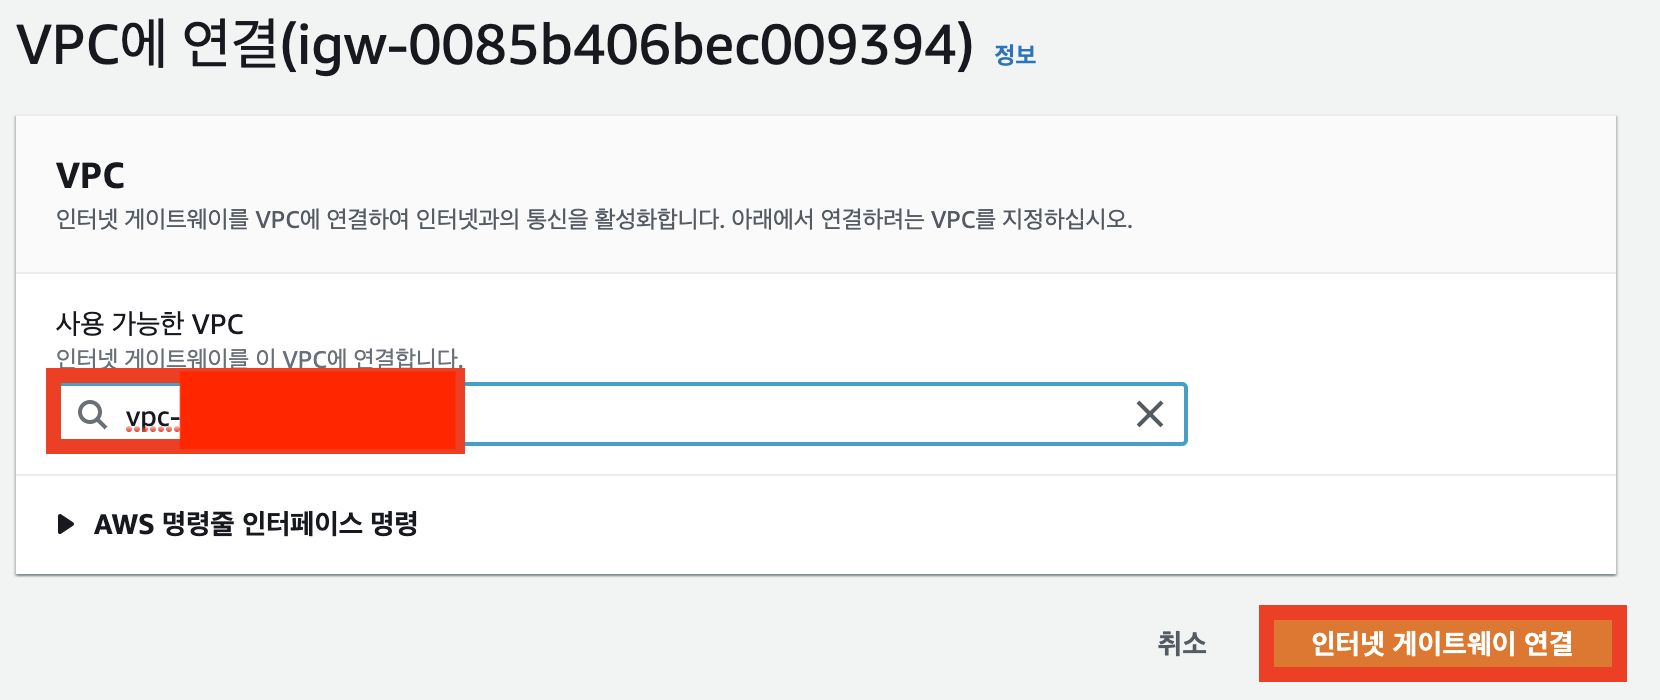 VPC에 연결(igw-0085b406bec009394) 정보
VPC
인터넷 게이트웨이를 VPC에 연결하여 인터넷과의 통신을 활성화합니다. 아래에서 연결하려는 VPC를 지정하십시오.
사용 가능한 VPC
인터넷 게이트웨이를 이 VPC에 연결합니다.
vpc-
AWS 명령줄 인터페이스 명령
취소
인터넷 게이트웨이 연결